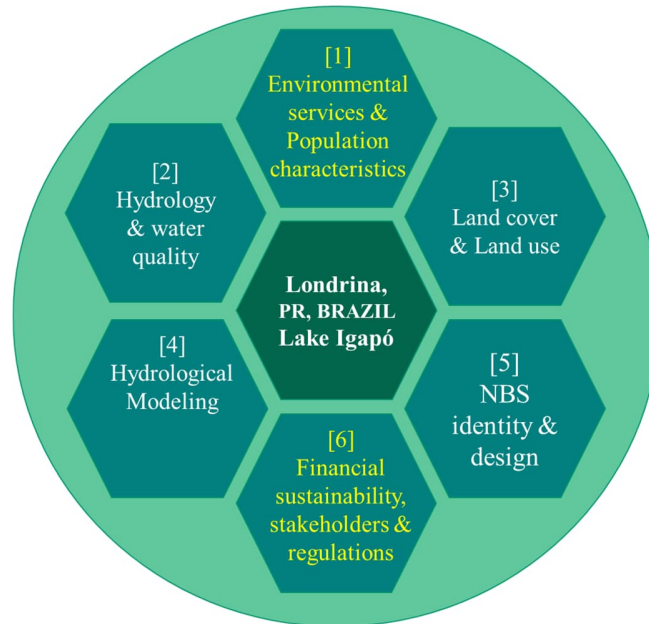 [1]
Environmental
services &
Population
characteristics
[2]
Hydrology
& water
quality
[3]
Land cover
& Land use
Londrina,
PR, BRAZIL
Lake Igapó
[4]
Hydrological
Modeling
[5]
NBS
identity &
design
[6]
Financial
sustainability,
stakeholders &
regulations